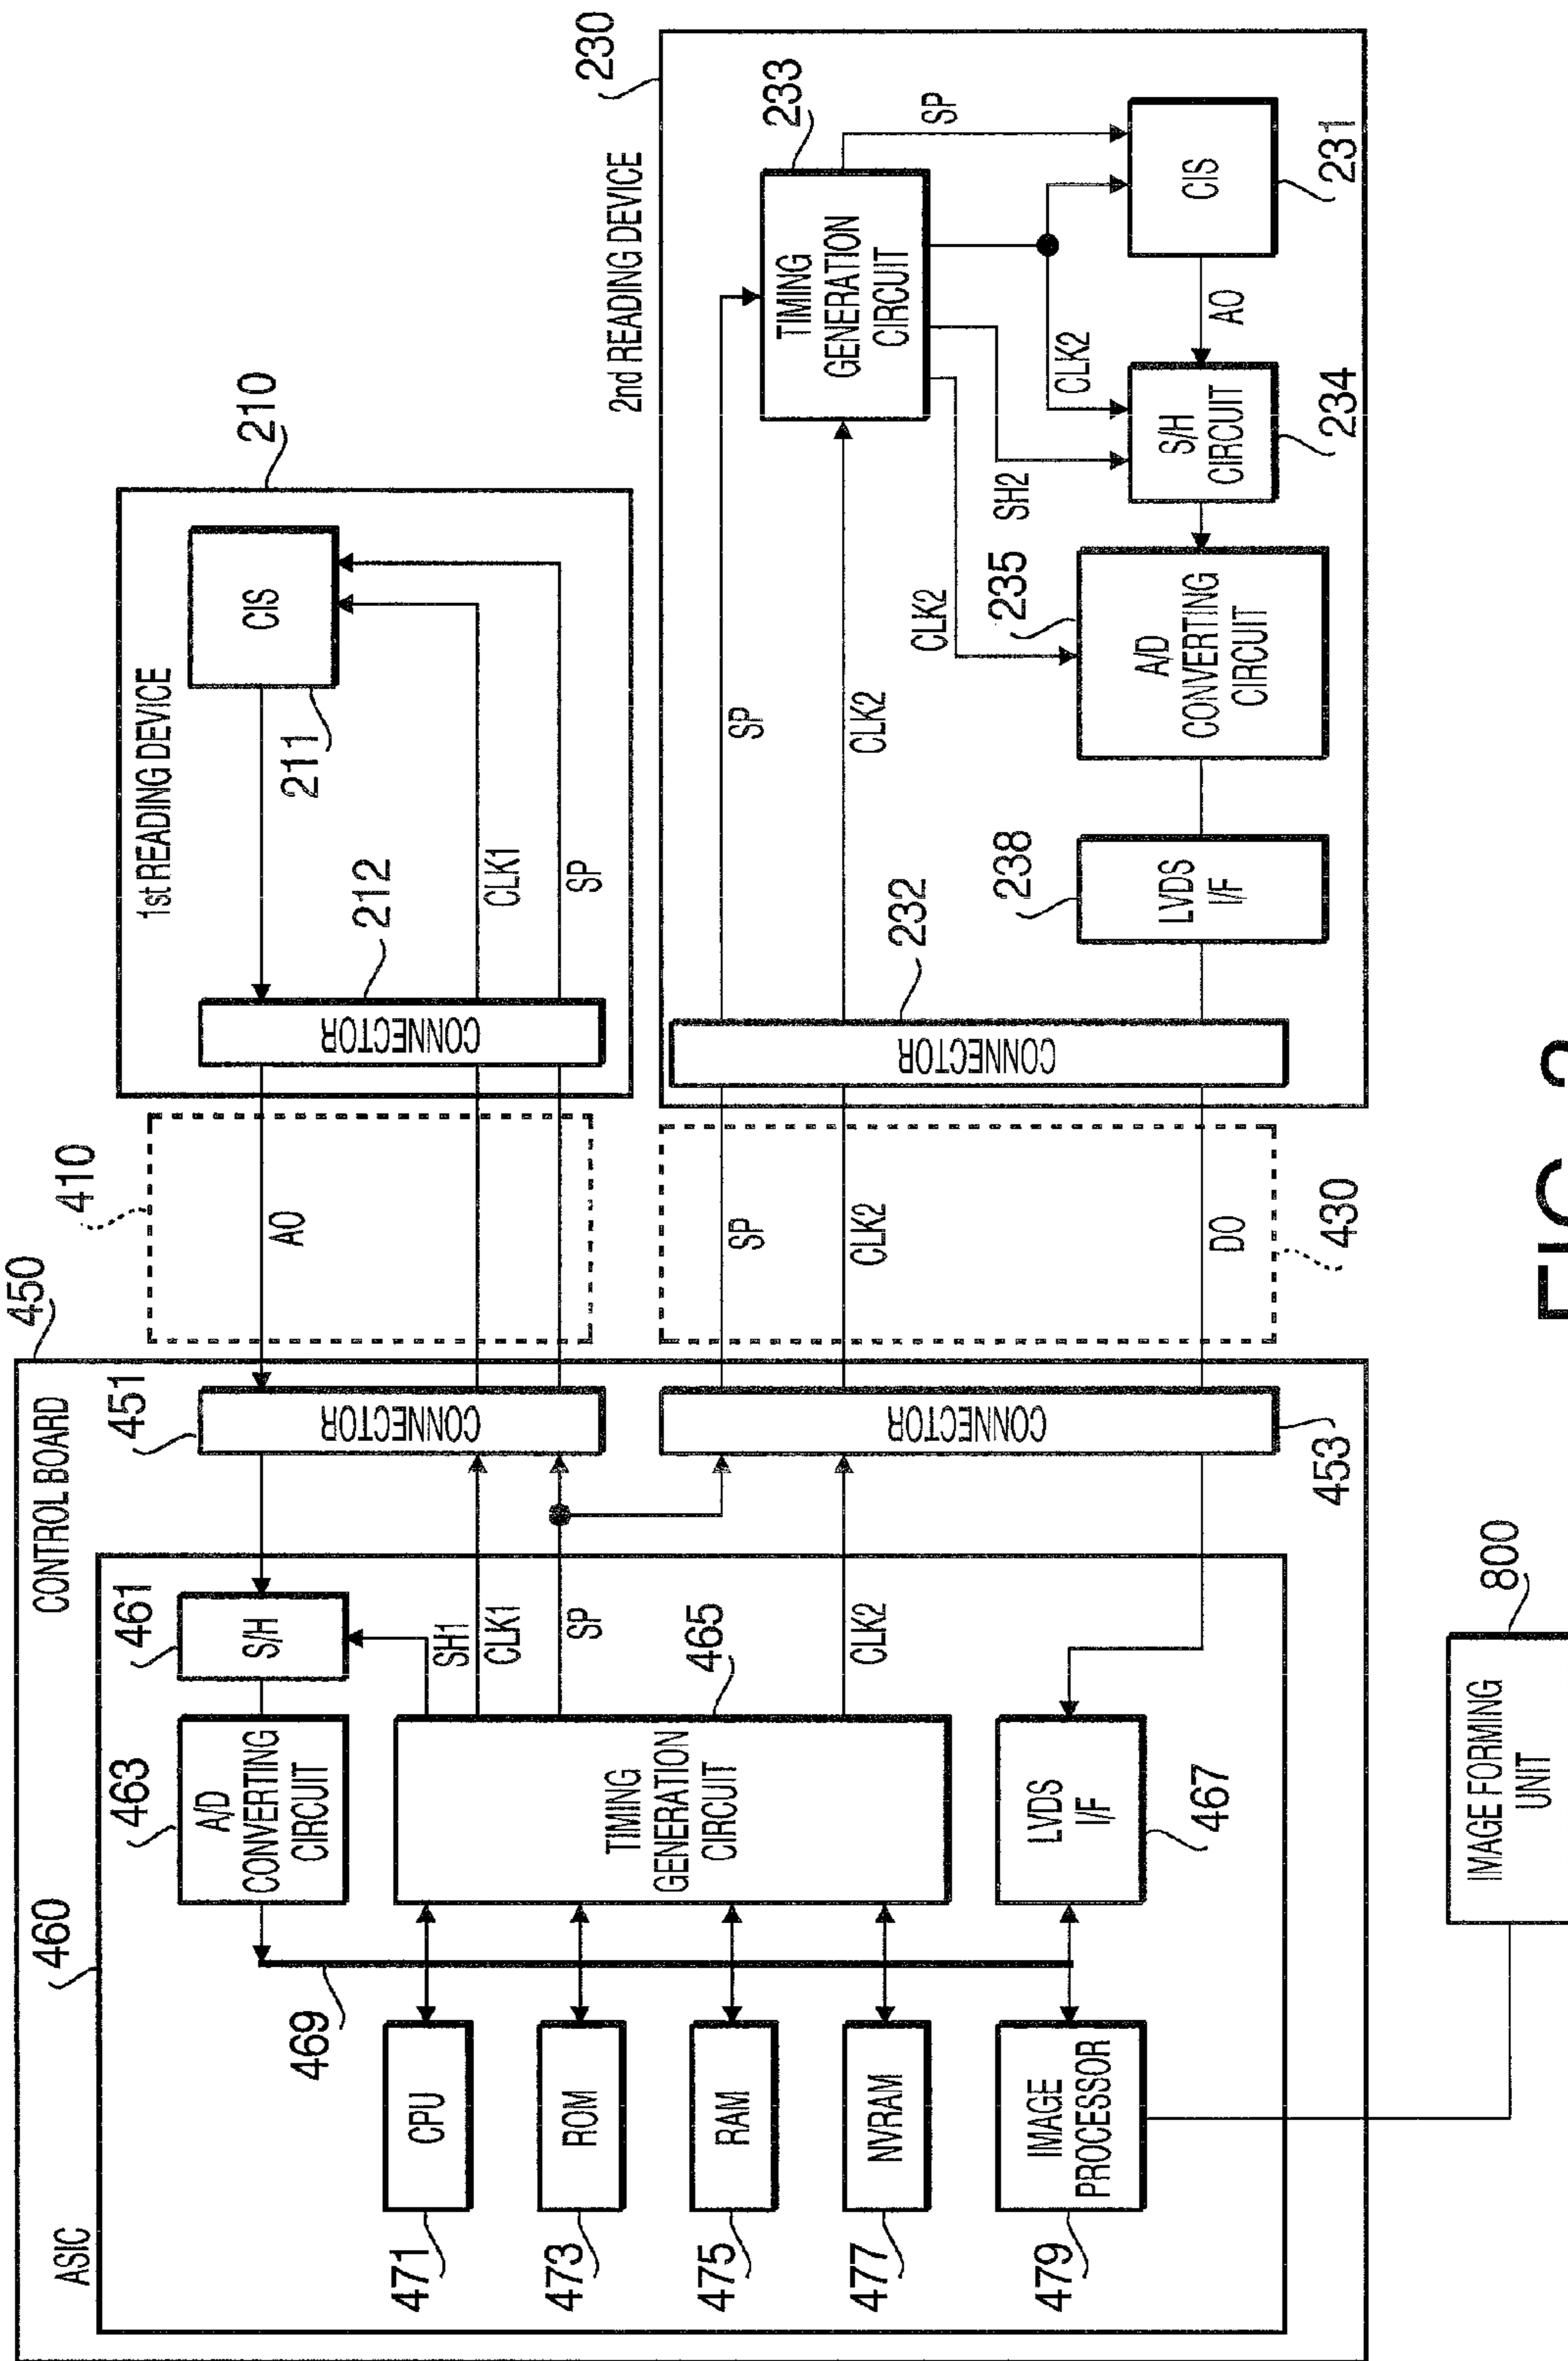 450
CONTROL BOARD
ASIC
460
463
A/D
CONVERTING
CIRCUIT
461
S/H
451
CONNECTOR
410
AO
1st READING DEVICE
210
CIS
211
212
CONNECTOR
CLK1
SP
469
471
CPU
473
ROM
475
RAM
477
NVRAM
479
IMAGE
PROCESSOR
TIMING
GENERATION
CIRCUIT
465
SH1
CLK1
SP
CLK2
LVDS
I/F
467
CONNECTOR
453
SP
CLK2
DO
430
2nd READING DEVICE
230
232
CONNECTOR
SP
CLK2
TIMING
GENERATION
CIRCUIT
233
SP
CLK2
SH2
CLK2
238
LVDS
I/F
235
A/D
CONVERTING
CIRCUIT
S/H
CIRCUIT
234
AO
CIS
231
IMAGE FORMING
UNIT
800